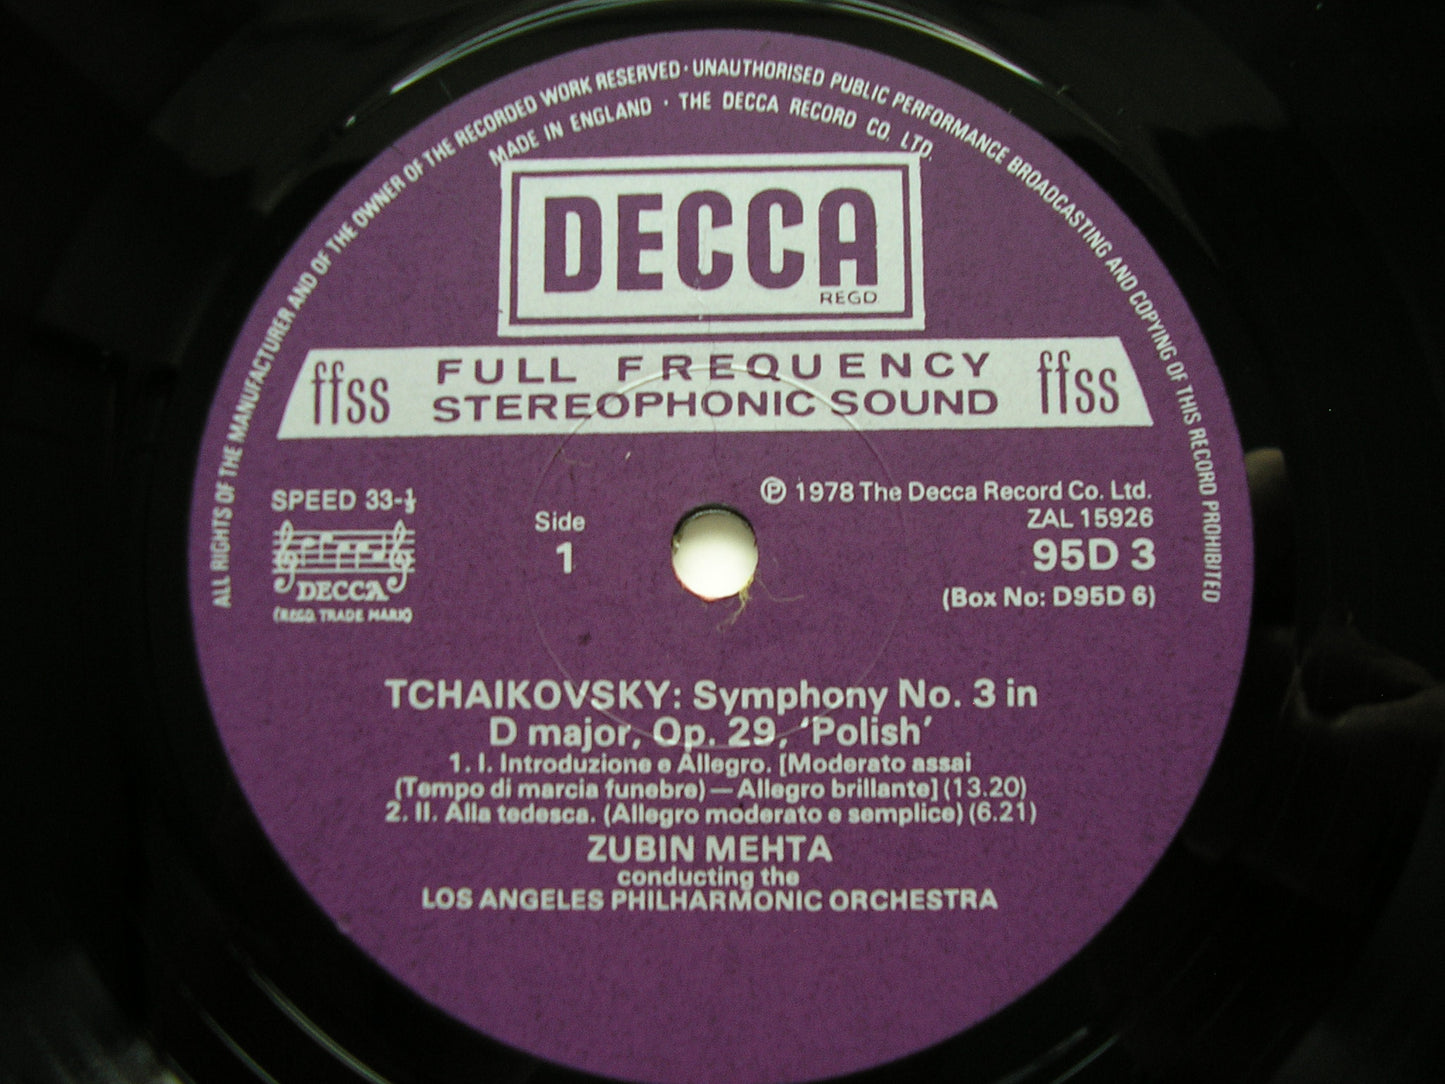 ALL RIGHTS OF THE MANUFACTURER AND OF THE OWNER OF THE RECORDED WORK RESERVED · UNAUTHORISED PUBLIC PERFORMANCE BROADCASTING AND COPYING OF THIS RECORD PROHIBITED
MADE IN ENGLAND · THE DECCA RECORD CO. LTD.
DECCA
REGD.
ffss FULL FREQUENCY ffss
STEREOPHONIC SOUND
SPEED 33-⅓
DECCA
(REGD. TRADE MARK)
Side
1
Ⓟ 1978 The Decca Record Co. Ltd.
ZAL 15926
95D 3
(Box No: D95D 6)
TCHAIKOVSKY: Symphony No. 3 in
D major, Op. 29, ‘Polish’
1. I. Introduzione e Allegro. [Moderato assai
(Tempo di marcia funebre) — Allegro brillante] (13.20)
2. II. Alla tedesca. (Allegro moderato e semplice) (6.21)
ZUBIN MEHTA
conducting the
LOS ANGELES PHILHARMONIC ORCHESTRA